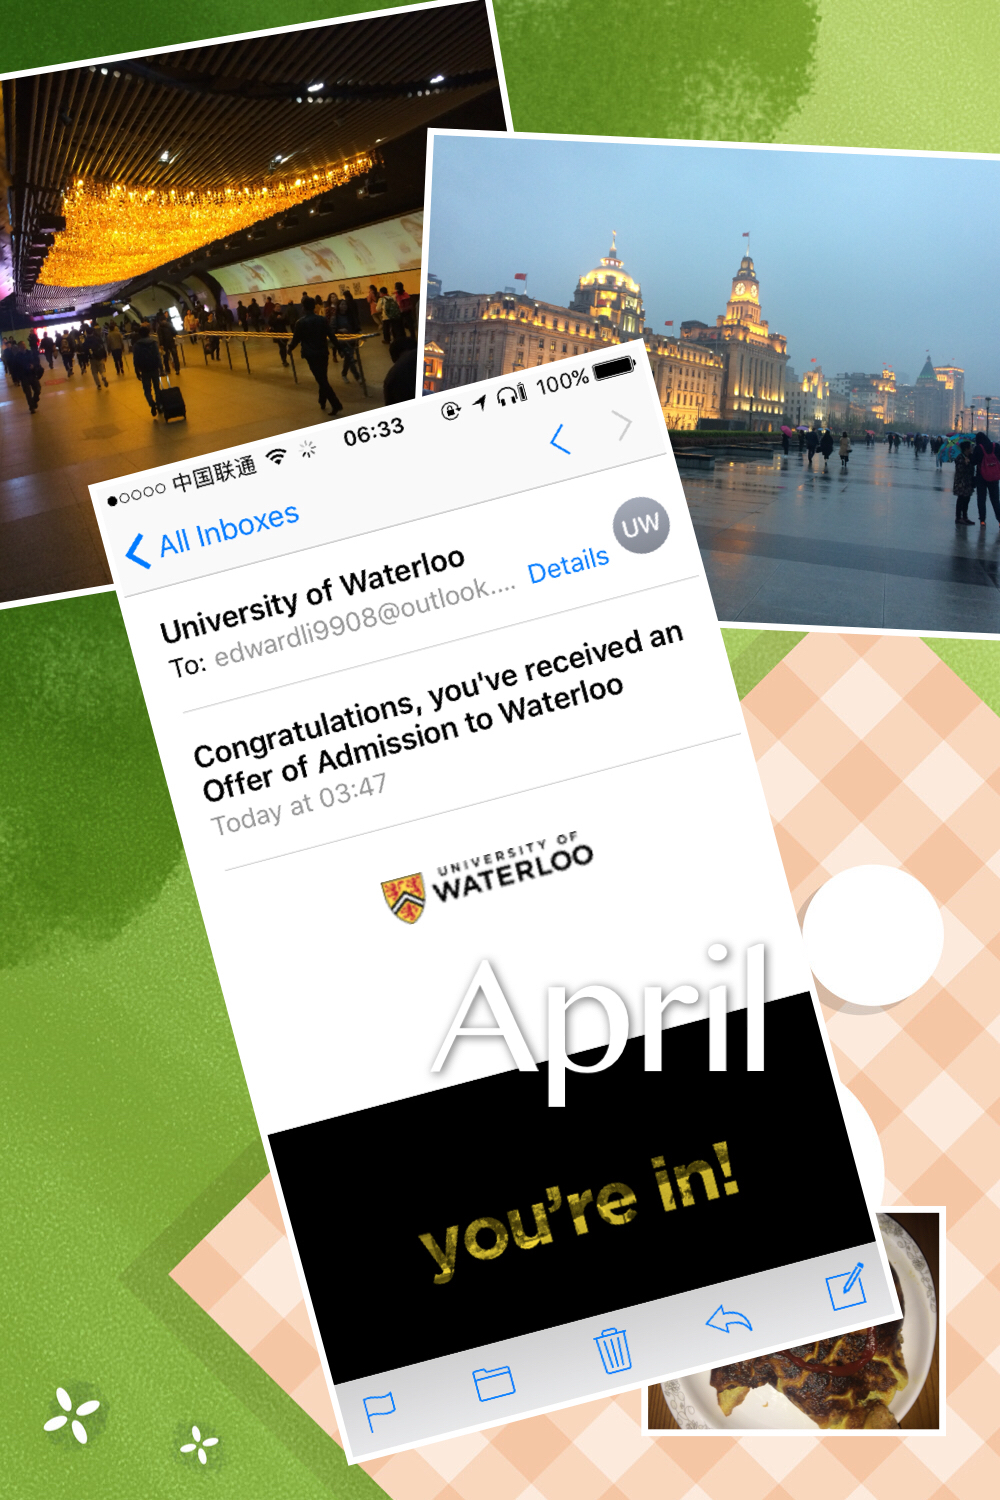 中国联通 06:33 100%
All Inboxes
University of Waterloo
UW
To: edwardli9908@outlook.... Details
Congratulations, you've received an
Offer of Admission to Waterloo
Today at 03:47
UNIVERSITY OF
WATERLOO
April
you're in!